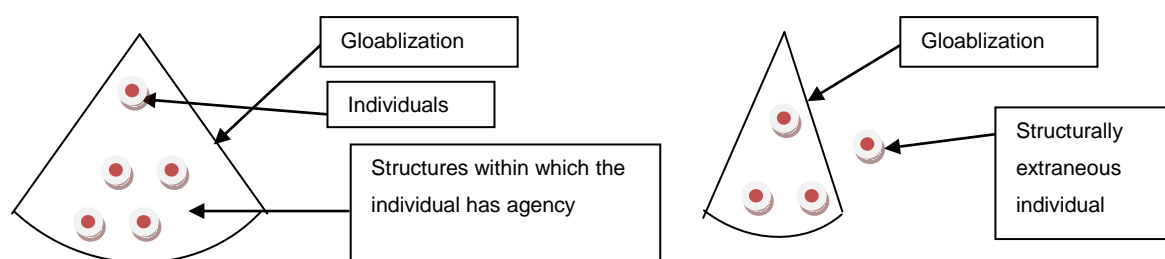 Gloablization
Individuals
Structures within which the
individual has agency
Gloablization
Structurally
extraneous
individual